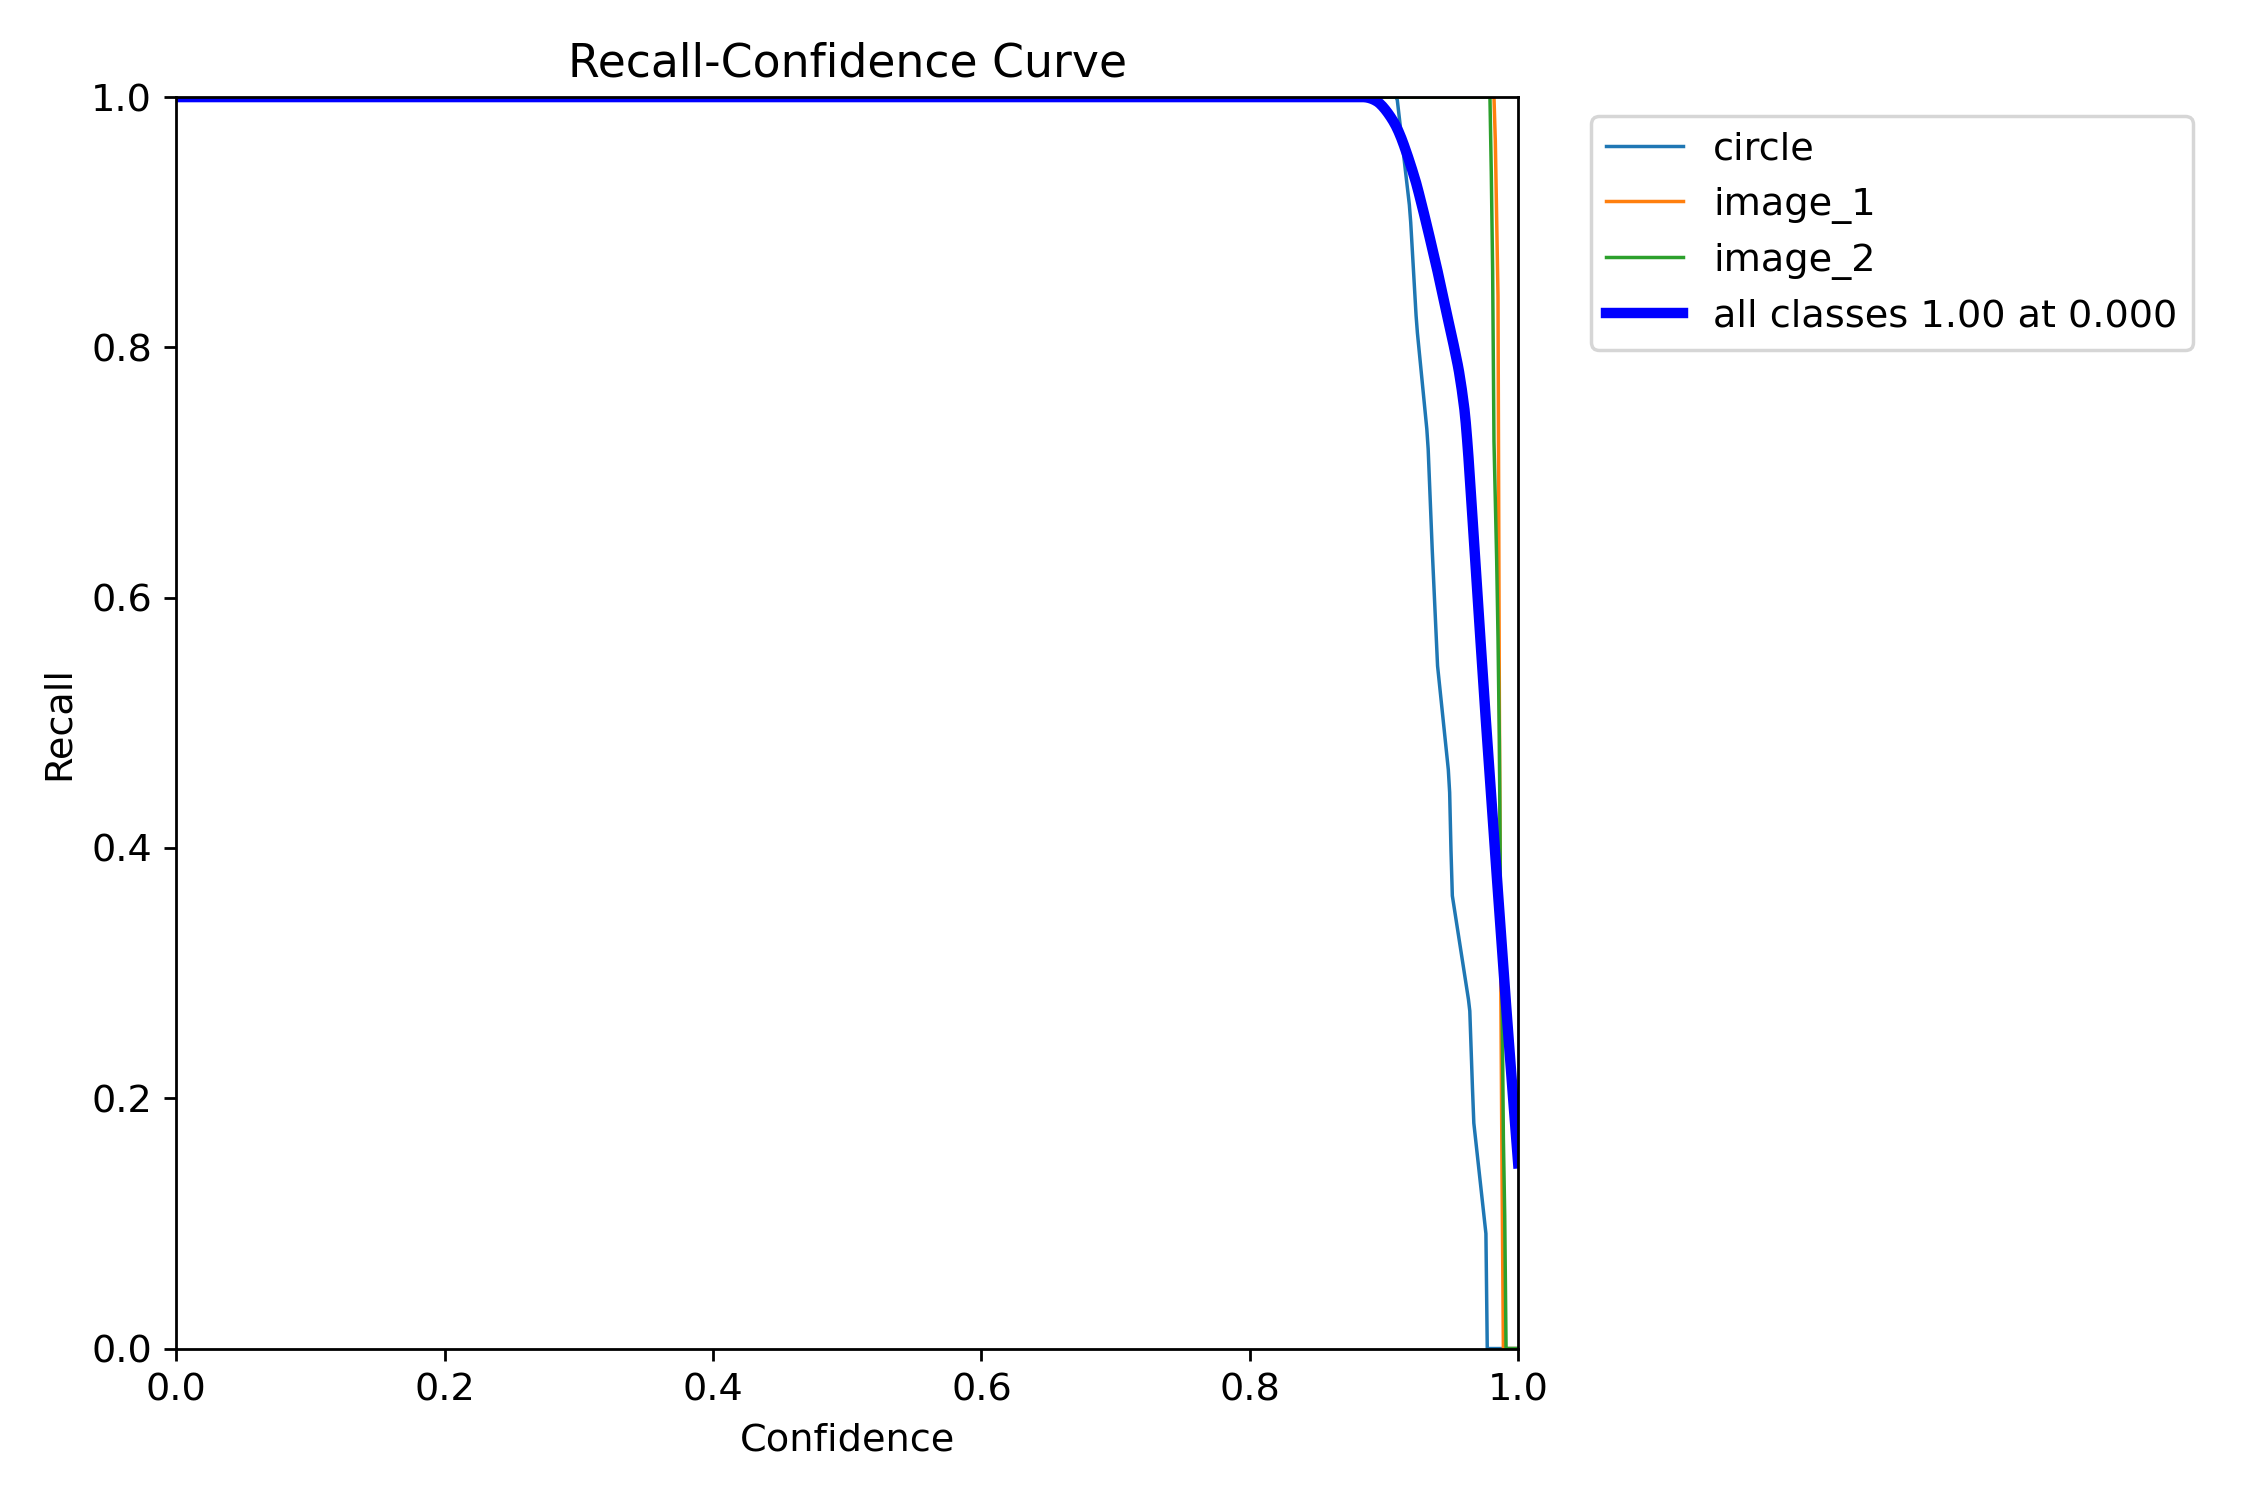 Recall-Confidence Curve
1.0
0.8
0.6
0.4
0.2
0.0
Recall
0.0 0.2 0.4 0.6 0.8 1.0
Confidence
circle
image_1
image_2
all classes 1.00 at 0.000